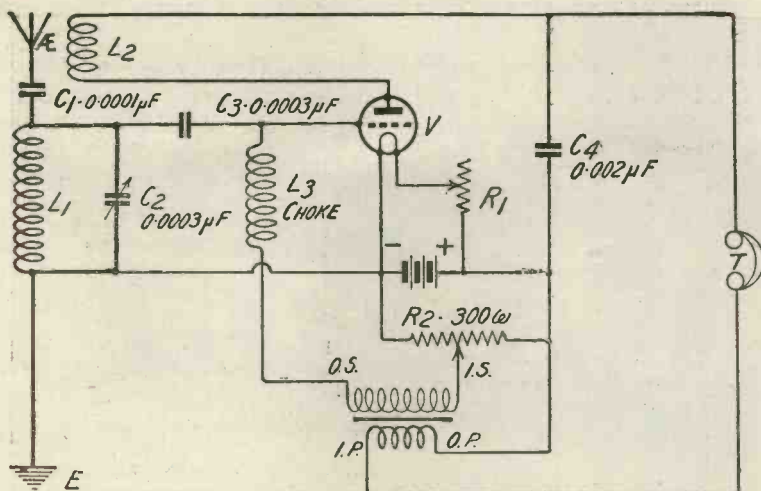 Æ
L2
C1·0·0001μF
C3·0·0003μF
V
C4
0·002μF
L1
C2
0·0003μF
L3
CHOKE
R1
- +
T
R2·300ω
O.S.
I.S.
I.P.
O.P.
E